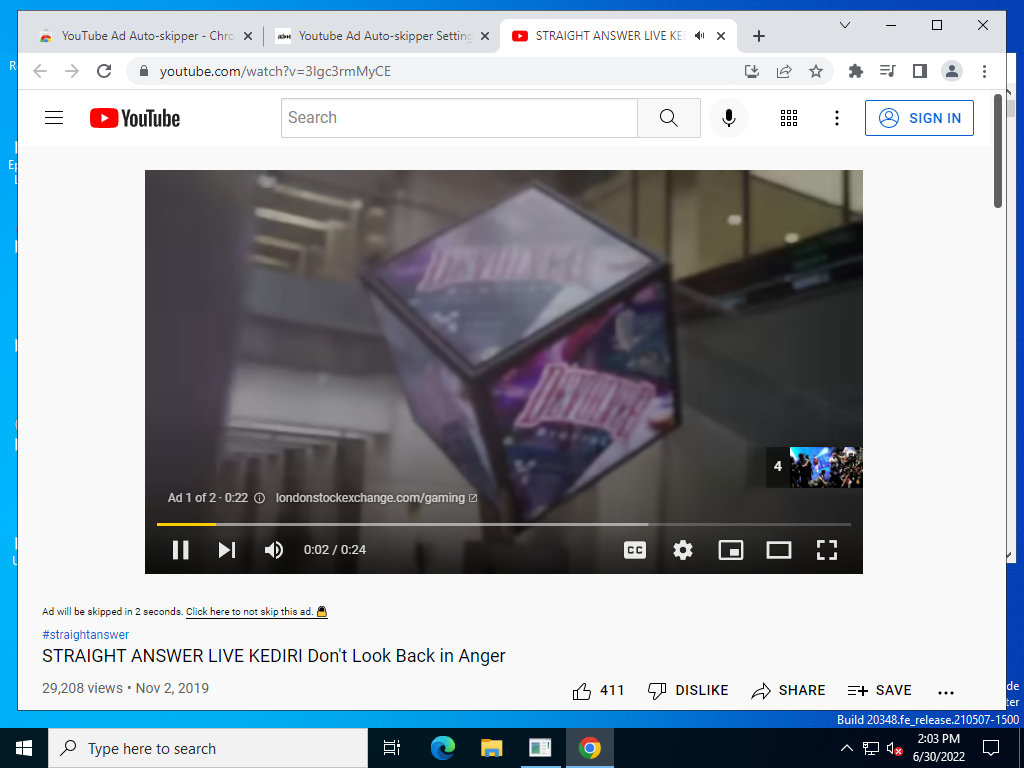 YouTube Ad Auto-skipper - Chro
Youtube Ad Auto-skipper Setting
STRAIGHT ANSWER LIVE KEI
youtube.com/watch?v=3Igc3rmMyCE
YouTube
Search
SIGN IN
4
Ad 1 of 2 · 0:22
londonstockexchange.com/gaming
0:02 / 0:24
CC
Ad will be skipped in 2 seconds. Click here to not skip this ad.
#straightanswer
STRAIGHT ANSWER LIVE KEDIRI Don't Look Back in Anger
29,208 views • Nov 2, 2019
411
DISLIKE
SHARE
SAVE
Build 20348.fe_release.210507-1500
Type here to search
2:03 PM
6/30/2022